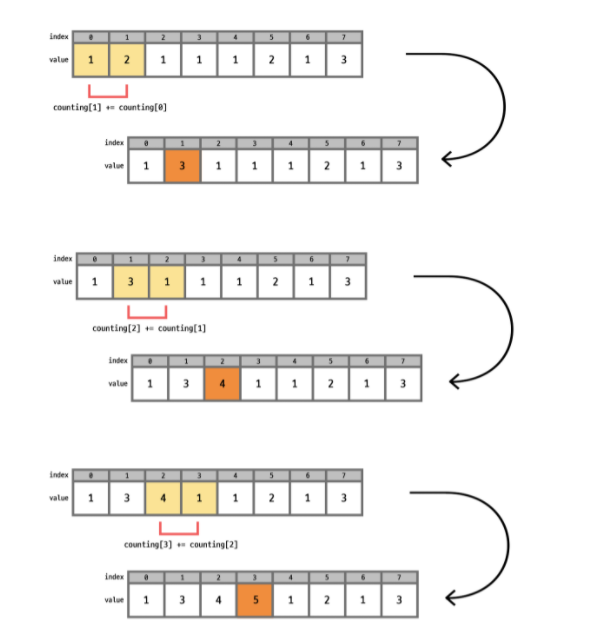 index 0 1 2 3 4 5 6 7
value 1 2 1 1 1 2 1 3
counting[1] += counting[0]
index 0 1 2 3 4 5 6 7
value 1 3 1 1 1 2 1 3
index 0 1 2 3 4 5 6 7
value 1 3 1 1 1 2 1 3
counting[2] += counting[1]
index 0 1 2 3 4 5 6 7
value 1 3 4 1 1 2 1 3
index 0 1 2 3 4 5 6 7
value 1 3 4 1 1 2 1 3
counting[3] += counting[2]
index 0 1 2 3 4 5 6 7
value 1 3 4 5 1 2 1 3